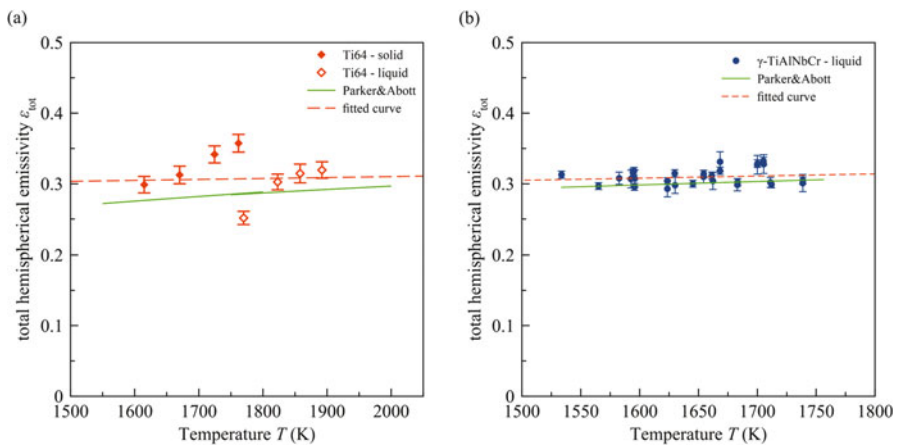 (a)
total hemispherical emissivity εtot
0.5
0.4
0.3
0.2
0.1
0
1500 1600 1700 1800 1900 2000
Temperature T (K)
Ti64 - solid
Ti64 - liquid
Parker&Abott
fitted curve
(b)
total hemispherical emissivity εtot
0.5
0.4
0.3
0.2
0.1
0
1500 1550 1600 1650 1700 1750 1800
Temperature T (K)
γ-TiAlNbCr - liquid
Parker&Abott
fitted curve